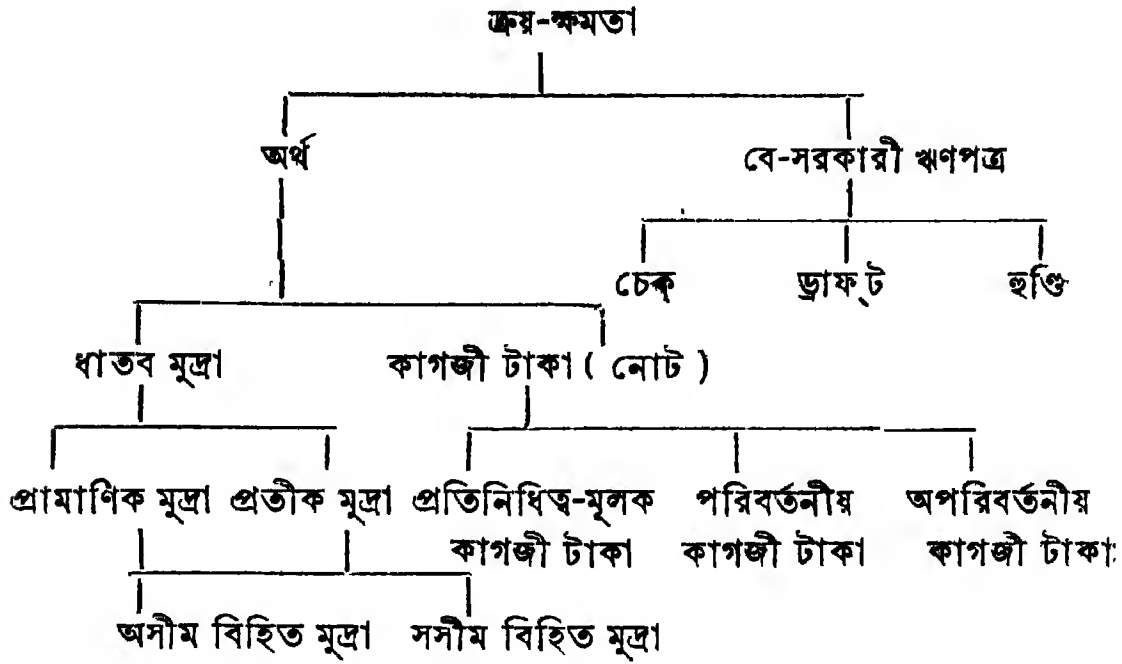 ক্রয়-ক্ষমতা
অর্থ বে-সরকারী ঋণপত্র
চেক্ ড্রাফ্‌ট হুণ্ডি
ধাতব মুদ্রা কাগজী টাকা ( নোট )
প্রামাণিক মুদ্রা প্রতীক মুদ্রা প্রতিনিধিত্ব-মূলক পরিবর্তনীয় অপরিবর্তনীয়
কাগজী টাকা কাগজী টাকা কাগজী টাকা
অসীম বিহিত মুদ্রা সসীম বিহিত মুদ্রা